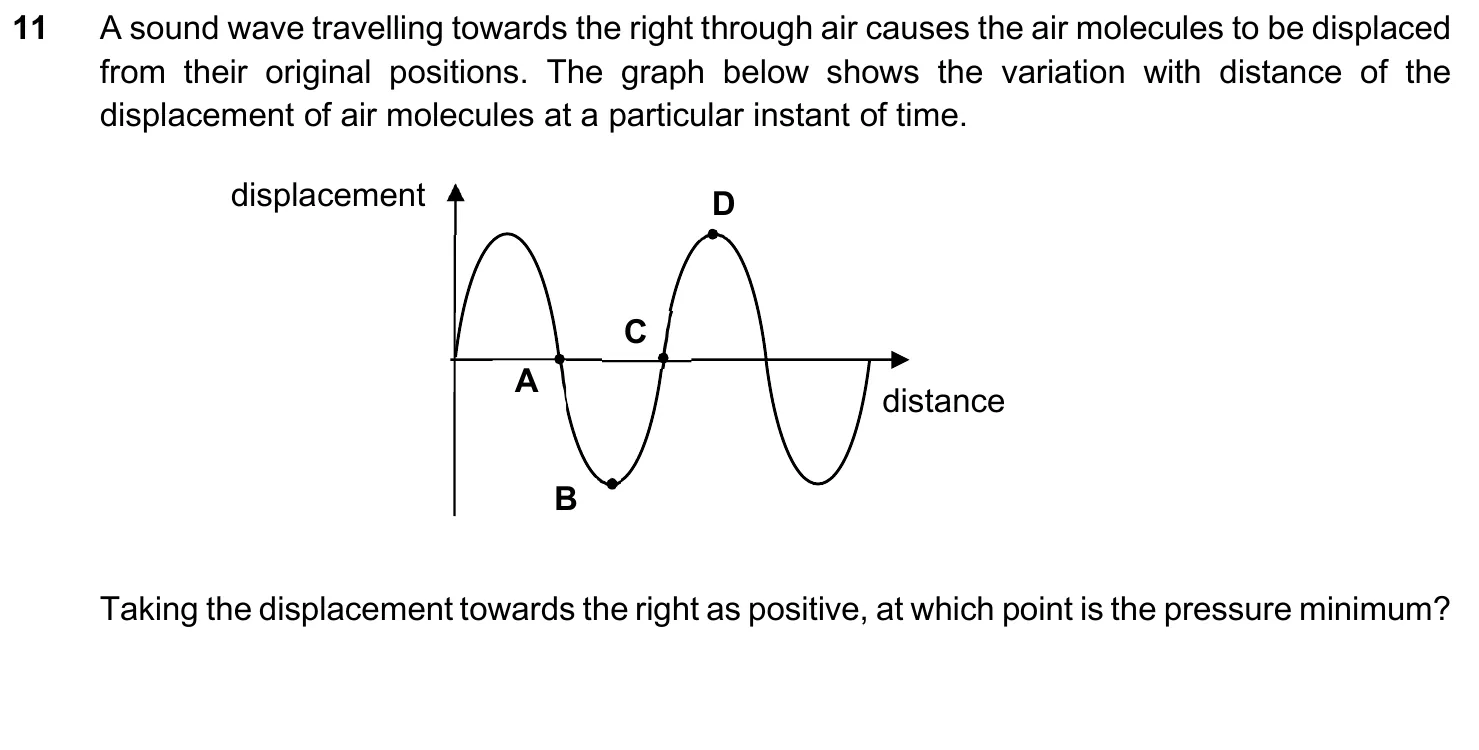 11 A sound wave travelling towards the right through air causes the air molecules to be displaced
from their original positions. The graph below shows the variation with distance of the
displacement of air molecules at a particular instant of time.
displacement
D
C
A
distance
B
Taking the displacement towards the right as positive, at which point is the pressure minimum?